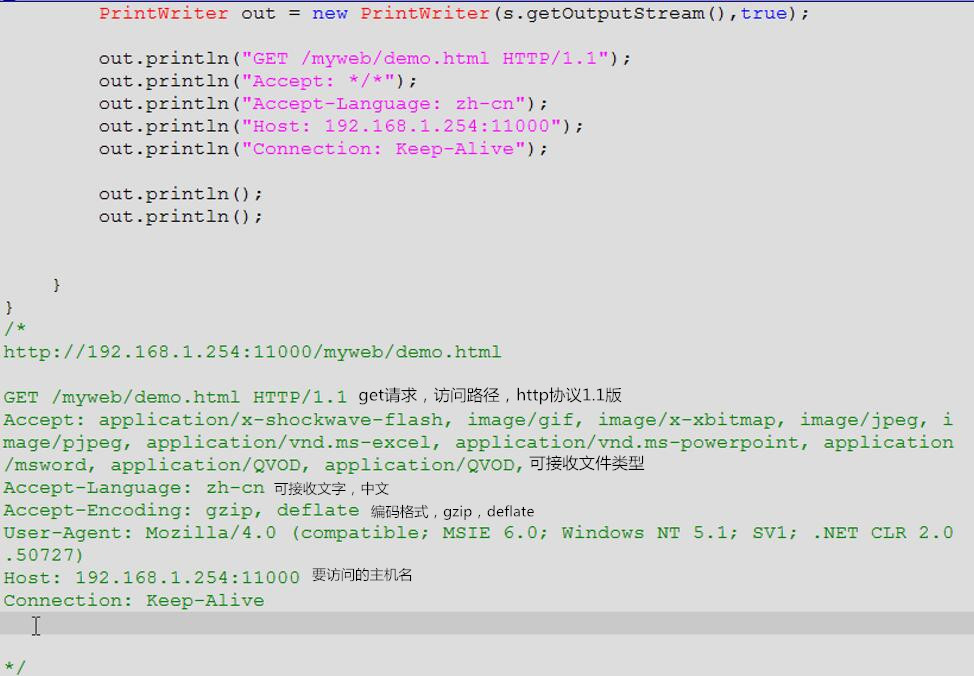 PrintWriter out = new PrintWriter(s.getOutputStream(),true);
out.println("GET /myweb/demo.html HTTP/1.1");
out.println("Accept: */*");
out.println("Accept-Language: zh-cn");
out.println("Host: 192.168.1.254:11000");
out.println("Connection: Keep-Alive");
out.println();
out.println();
}
}
/*
http://192.168.1.254:11000/myweb/demo.html
GET /myweb/demo.html HTTP/1.1 get请求，访问路径，http协议1.1版
Accept: application/x-shockwave-flash, image/gif, image/x-xbitmap, image/jpeg, i
mage/pjpeg, application/vnd.ms-excel, application/vnd.ms-powerpoint, application
/msword, application/QVOD, application/QVOD, 可接收文件类型
Accept-Language: zh-cn 可接收文字，中文
Accept-Encoding: gzip, deflate 编码格式，gzip，deflate
User-Agent: Mozilla/4.0 (compatible; MSIE 6.0; Windows NT 5.1; SV1; .NET CLR 2.0
.50727)
Host: 192.168.1.254:11000 要访问的主机名
Connection: Keep-Alive
*/